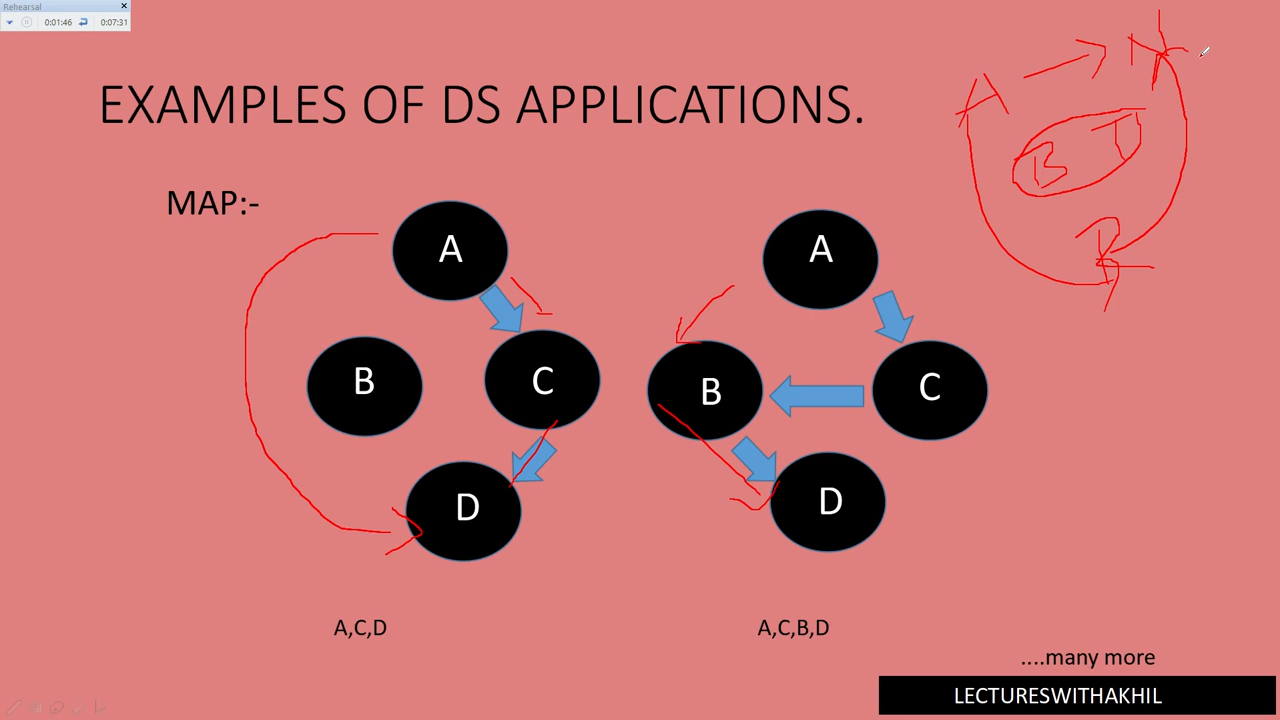 Rehearsal
0:01:46
0:07:31
EXAMPLES OF DS APPLICATIONS.
MAP:-
A
B
C
D
A
B
C
D
A
B
A,C,D
A,C,B,D
....many more
LECTURESWITHAKHIL